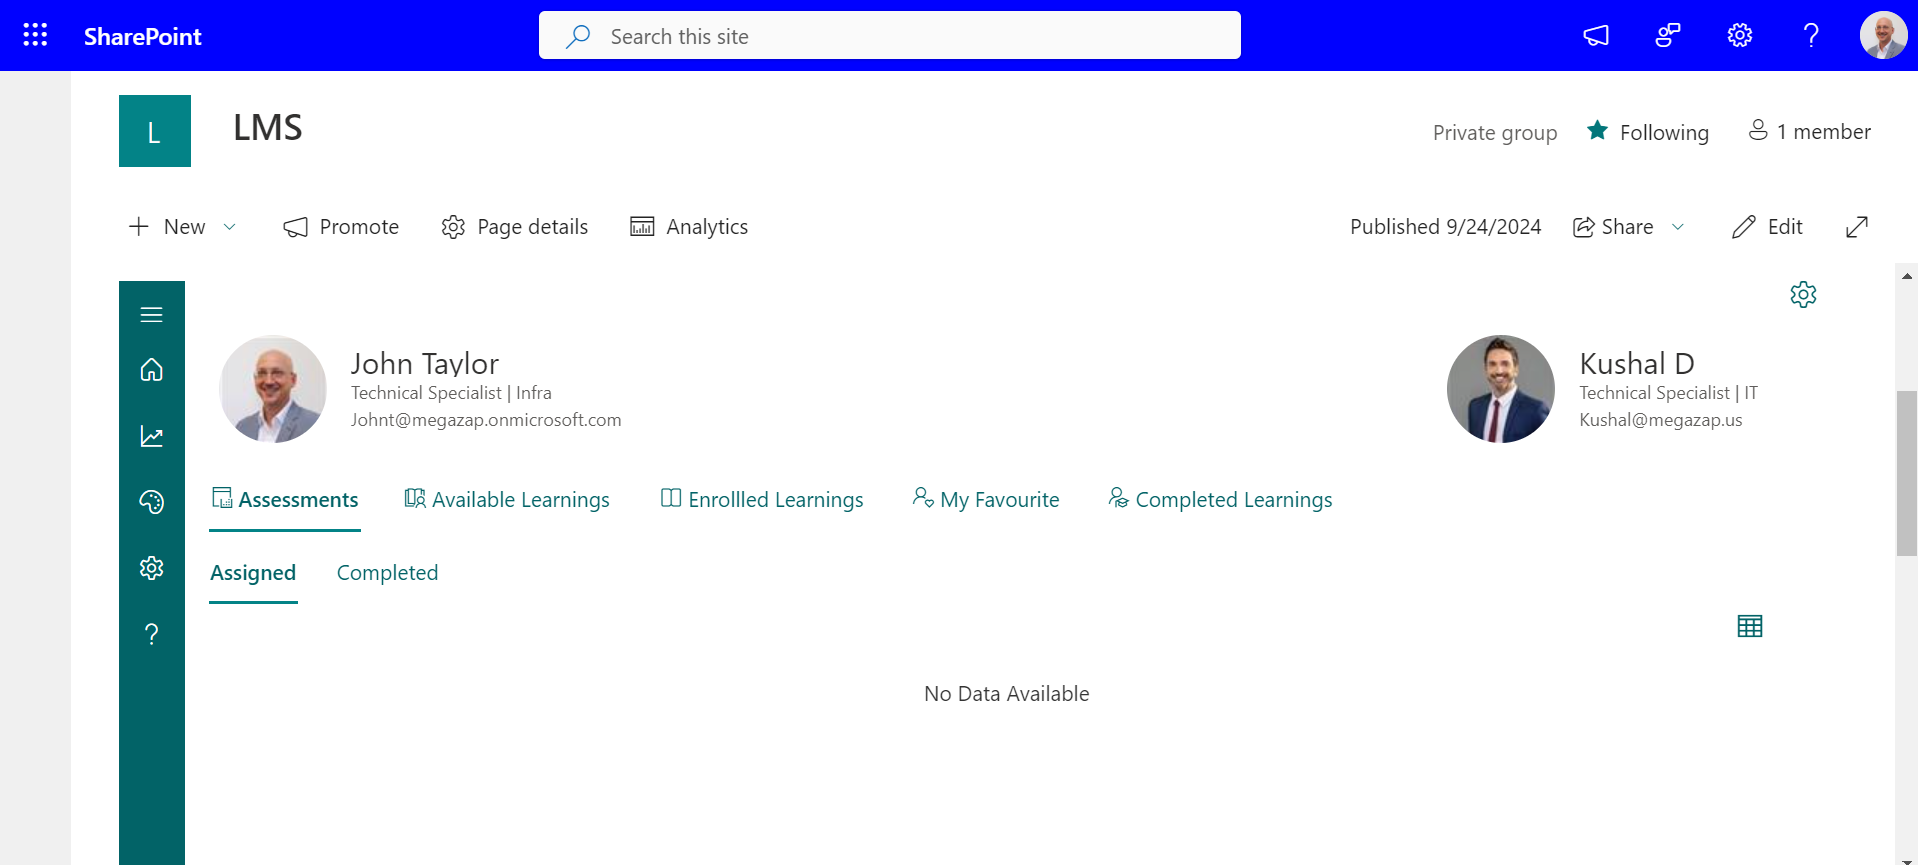 SharePoint
Search this site
?
L
LMS
Private group
Following
1 member
New
Promote
Page details
Analytics
Published 9/24/2024
Share
Edit
John Taylor
Technical Specialist | Infra
Johnt@megazap.onmicrosoft.com
Kushal D
Technical Specialist | IT
Kushal@megazap.us
Assessments
Available Learnings
Enrollled Learnings
My Favourite
Completed Learnings
Assigned
Completed
?
No Data Available